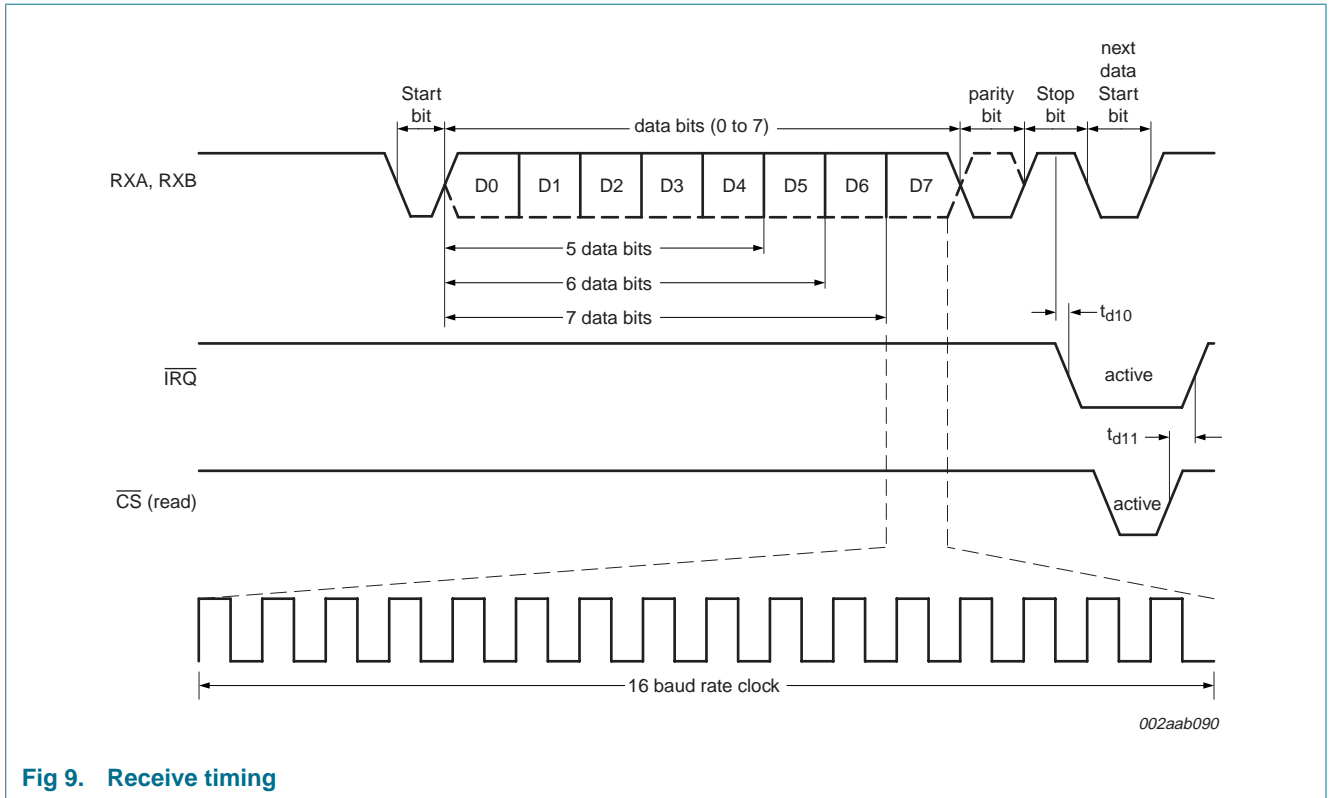 next
data
Start
bit
Start
bit
parity
bit
Stop
bit
data bits (0 to 7)
RXA, RXB
D0 D1 D2 D3 D4 D5 D6 D7
5 data bits
6 data bits
7 data bits
td10
IRQ
active
td11
CS (read)
active
16 baud rate clock
002aab090
Fig 9. Receive timing